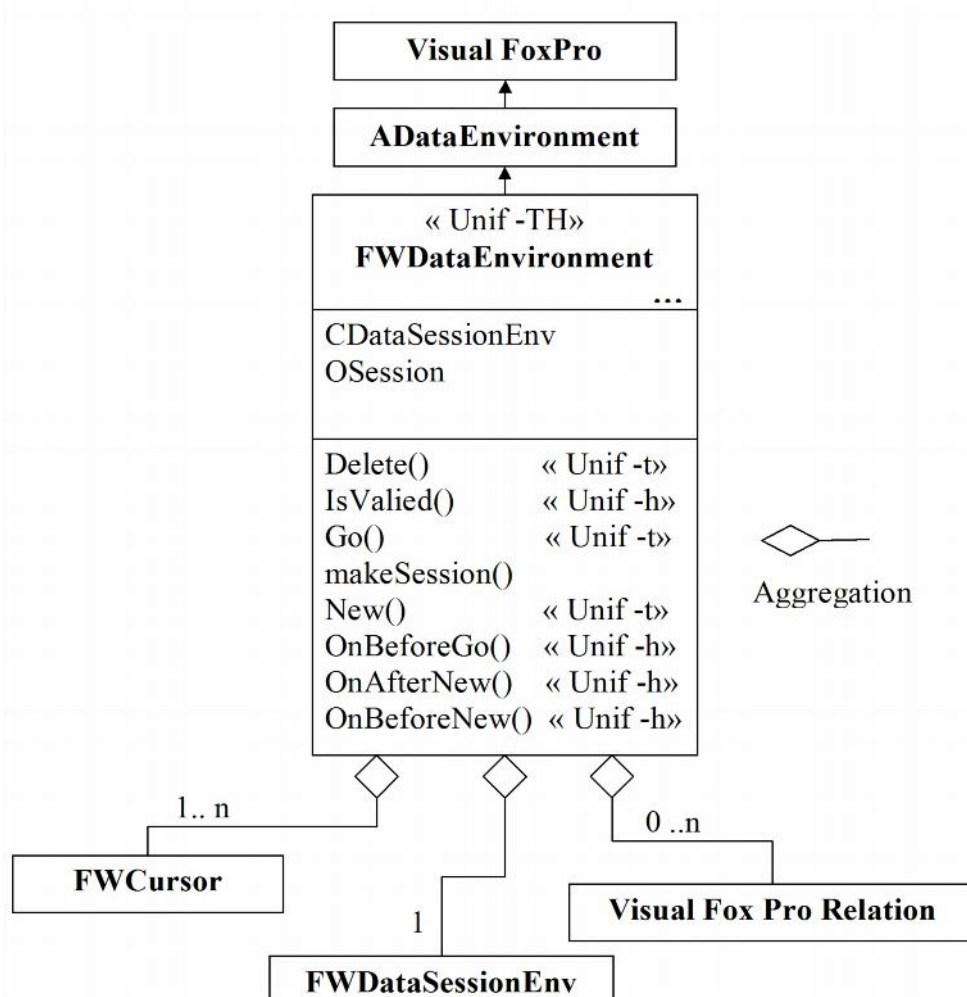 Visual FoxPro
ADataEnvironment
« Unif -TH»
FWDataEnvironment
...
CDataSessionEnv
OSession
Delete() « Unif -t»
IsValied() « Unif -h»
Go() « Unif -t»
makeSession()
New() « Unif -t»
OnBeforeGo() « Unif -h»
OnAfterNew() « Unif -h»
OnBeforeNew() « Unif -h»
Aggregation
1.. n
0 ..n
FWCursor
Visual Fox Pro Relation
1
FWDataSessionEnv